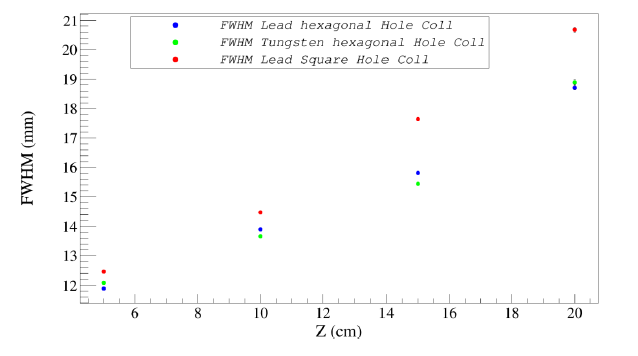 21
20
19
18
17
16
15
14
13
12
FWHM (mm)
FWHM Lead hexagonal Hole Coll
FWHM Tungsten hexagonal Hole Coll
FWHM Lead Square Hole Coll
6 8 10 12 14 16 18 20
Z (cm)